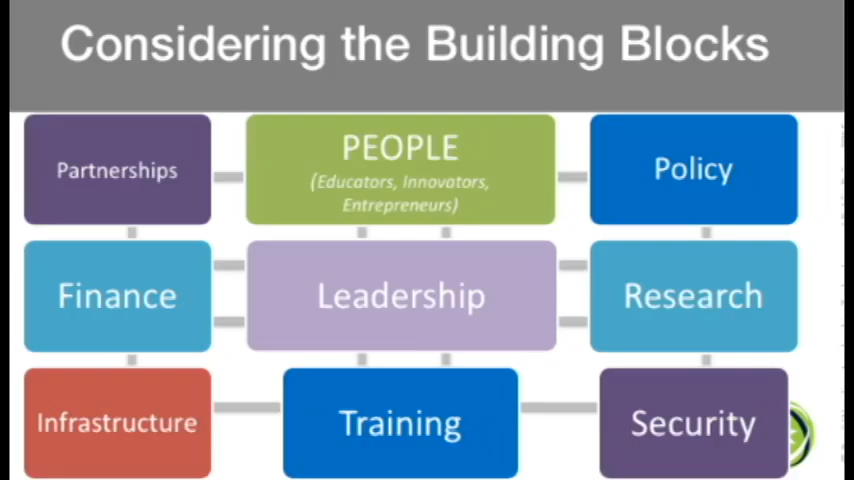 Considering the Building Blocks
Partnerships
PEOPLE
(Educators, Innovators,
Entrepreneurs)
Policy
Finance
Leadership
Research
Infrastructure
Training
Security